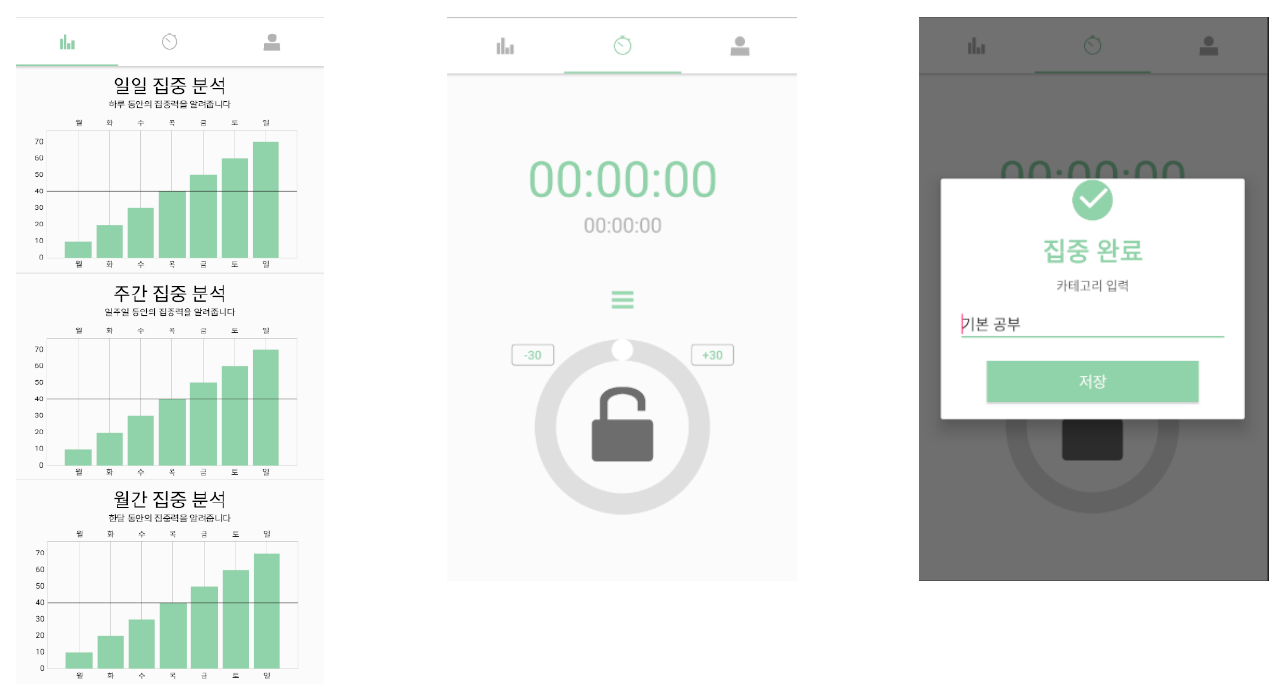 일일 집중 분석
하루 동안의 집중력을 알려줍니다
월 화 수 목 금 토 일
70
60
50
40
30
20
10
0
월 화 수 목 금 토 일
주간 집중 분석
일주일 동안의 집중력을 알려줍니다
월 화 수 목 금 토 일
70
60
50
40
30
20
10
0
월 화 수 목 금 토 일
월간 집중 분석
한달 동안의 집중력을 알려줍니다
월 화 수 목 금 토 일
70
60
50
40
30
20
10
0
월 화 수 목 금 토 일
00:00:00
00:00:00
-30
+30
00:00:00
집중 완료
카테고리 입력
기본 공부
저장